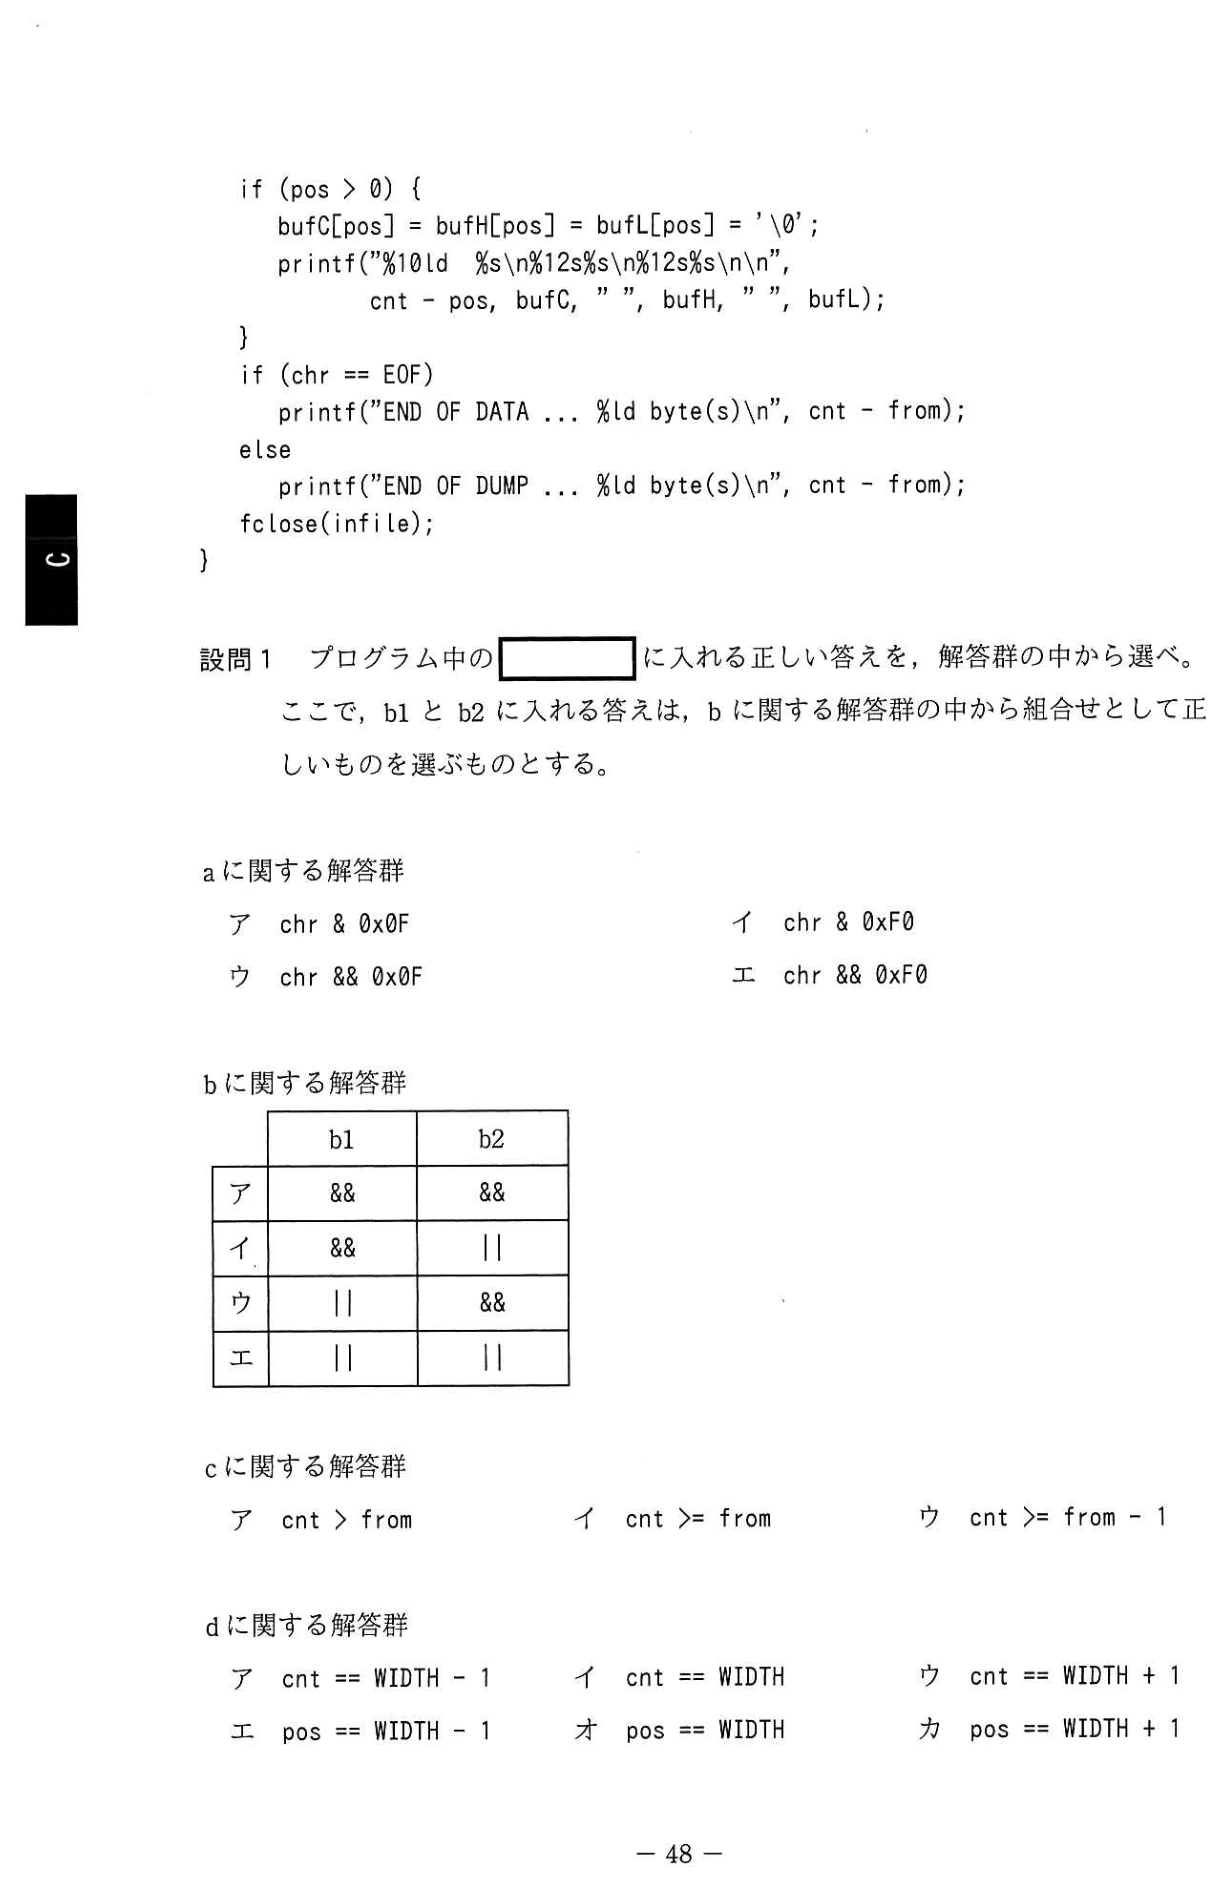 if (pos > 0) {
bufC[pos] = bufH[pos] = bufL[pos] = '\0';
printf("%10ld  %s\n%12s%s\n%12s%s\n\n",
cnt - pos, bufC, " ", bufH, " ", bufL);
}
if (chr == EOF)
printf("END OF DATA ... %ld byte(s)\n", cnt - from);
else
printf("END OF DUMP ... %ld byte(s)\n", cnt - from);
fclose(infile);
}
C
設問1 プログラム中の に入れる正しい答えを，解答群の中から選べ。
ここで，b1 と b2 に入れる答えは，b に関する解答群の中から組合せとして正
しいものを選ぶものとする。
a に関する解答群
ア chr & 0x0F イ chr & 0xF0
ウ chr && 0x0F エ chr && 0xF0
b に関する解答群
b1 b2
ア && &&
イ && ||
ウ || &&
エ || ||
c に関する解答群
ア cnt > from イ cnt >= from ウ cnt >= from - 1
d に関する解答群
ア cnt == WIDTH - 1 イ cnt == WIDTH ウ cnt == WIDTH + 1
エ pos == WIDTH - 1 オ pos == WIDTH カ pos == WIDTH + 1
－ 48 －